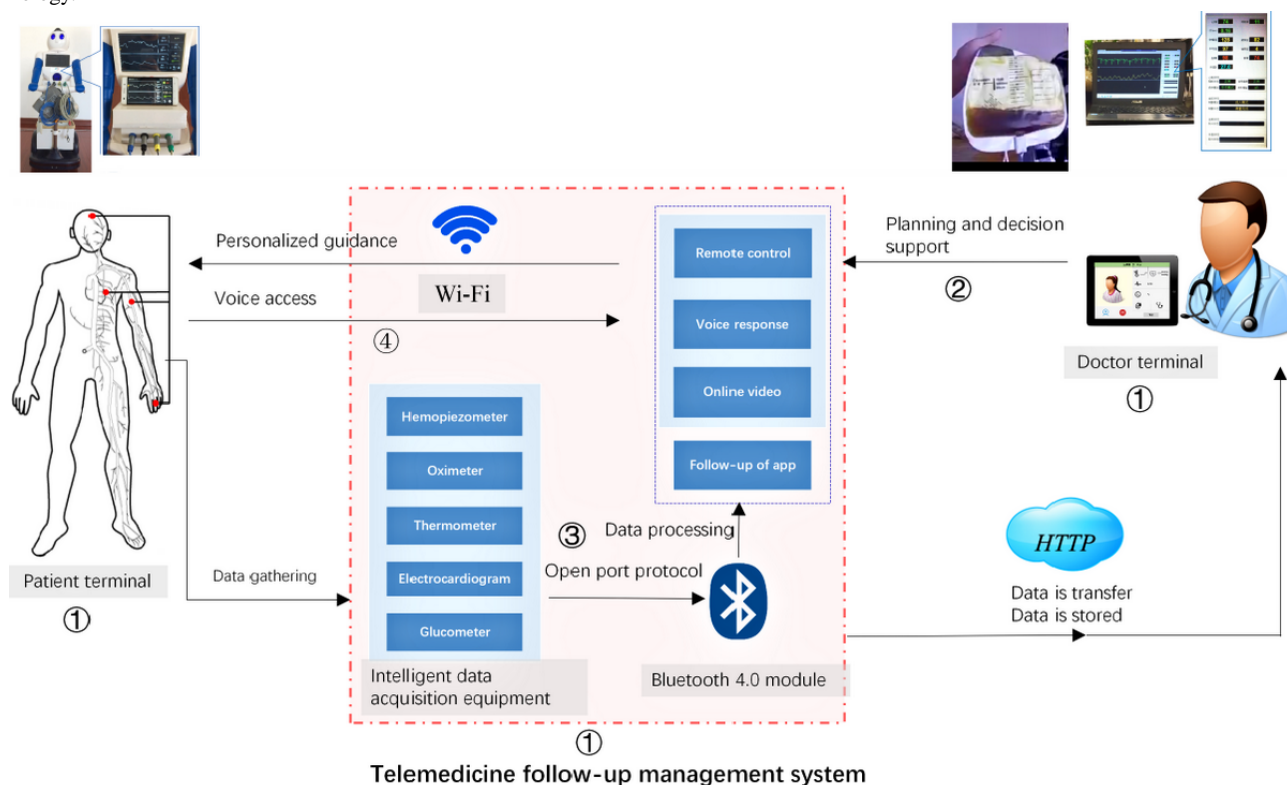 Personalized guidance
Wi-Fi
Voice access
④
Remote control
Voice response
Online video
Follow-up of app
Planning and decision
support
②
Doctor terminal
①
Hemopiezometer
Oximeter
Thermometer
Electrocardiogram
Glucometer
Intelligent data
acquisition equipment
③
Data processing
Open port protocol
Bluetooth 4.0 module
Patient terminal
①
Data gathering
HTTP
Data is transfer
Data is stored
①
Telemedicine follow-up management system